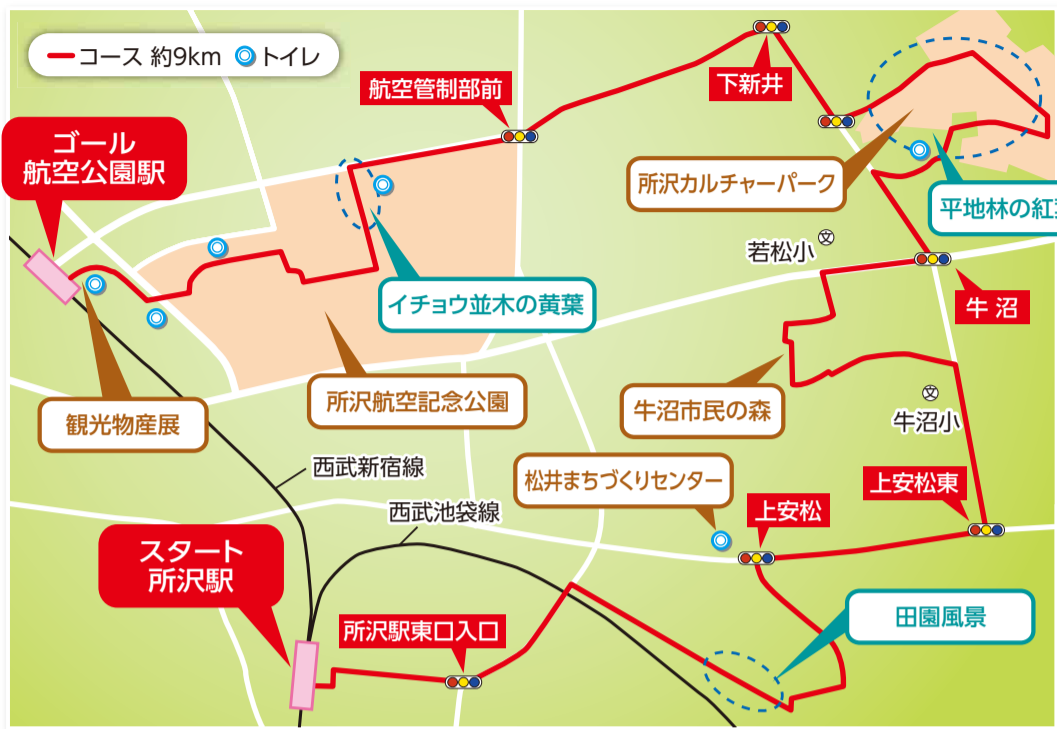 コース 約9km トイレ
航空管制部前
下新井
ゴール
航空公園駅
所沢カルチャーパーク
平地林の紅
若松小
文
イチョウ並木の黄葉
牛沼
観光物産展
所沢航空記念公園
牛沼市民の森
文
牛沼小
西武新宿線
松井まちづくりセンター
上安松東
西武池袋線
上安松
スタート
所沢駅
田園風景
所沢駅東口入口